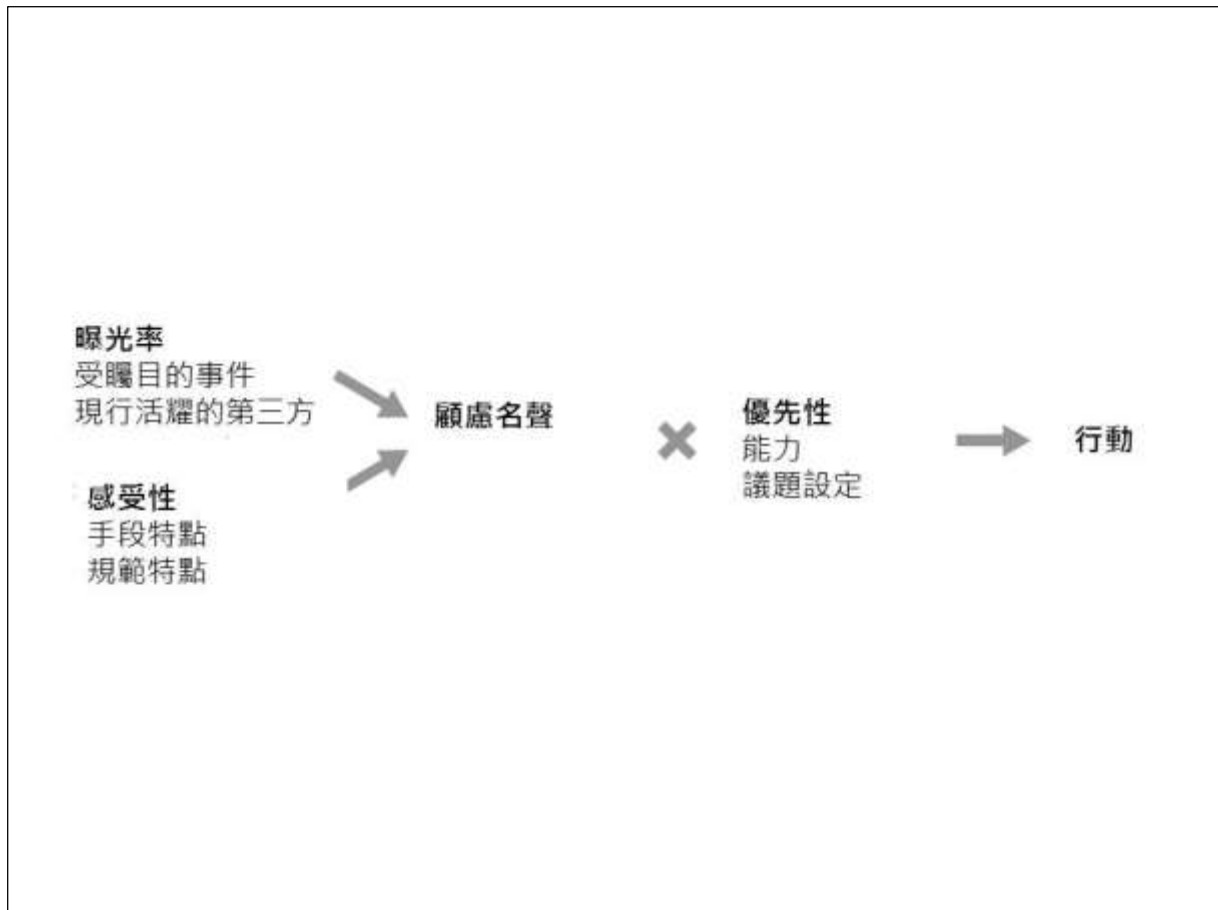 曝光率
受矚目的事件
現行活躍的第三方
感受性
手段特點
規範特點
顧慮名聲
優先性
能力
議題設定
行動